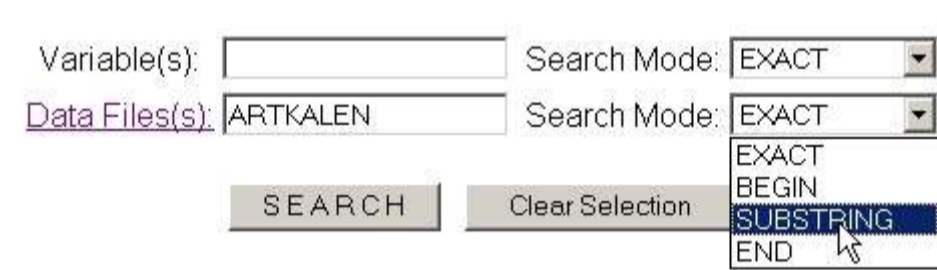 Variable(s): Search Mode: EXACT
Data Files(s): ARTKALEN Search Mode: EXACT
EXACT
BEGIN
SEARCH Clear Selection SUBSTRING
END